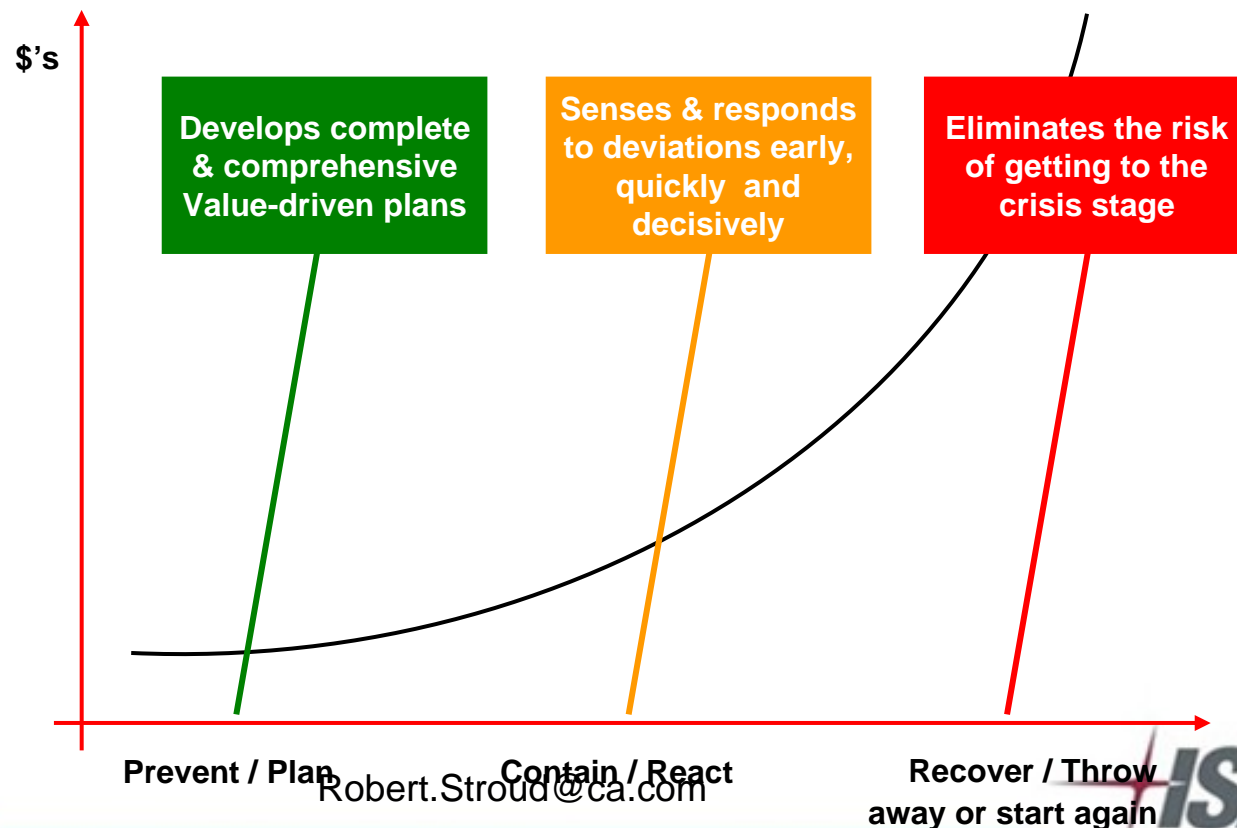 $’s
Develops complete
& comprehensive
Value-driven plans
Senses & responds
to deviations early,
quickly and
decisively
Eliminates the risk
of getting to the
crisis stage
Prevent / Plan
Contain / React
Recover / Throw
away or start again
Robert.Stroud@ca.com